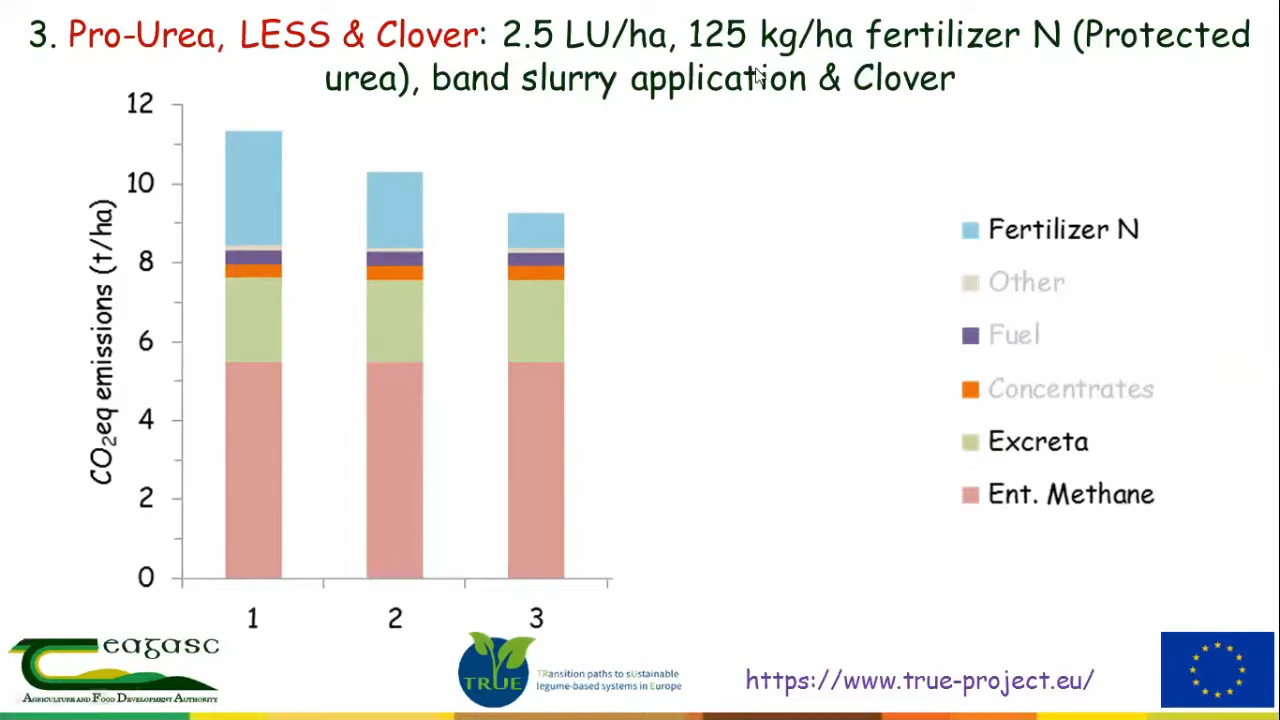 3. Pro-Urea, LESS & Clover: 2.5 LU/ha, 125 kg/ha fertilizer N (Protected
urea), band slurry application & Clover
CO₂eq emissions (t/ha)
12
10
8
6
4
2
0
1
2
3
Fertilizer N
Other
Fuel
Concentrates
Excreta
Ent. Methane
Teagasc
AGRICULTURE AND FOOD DEVELOPMENT AUTHORITY
TRUE
TRansition paths to sUstainable
legume-based systems in Europe
https://www.true-project.eu/